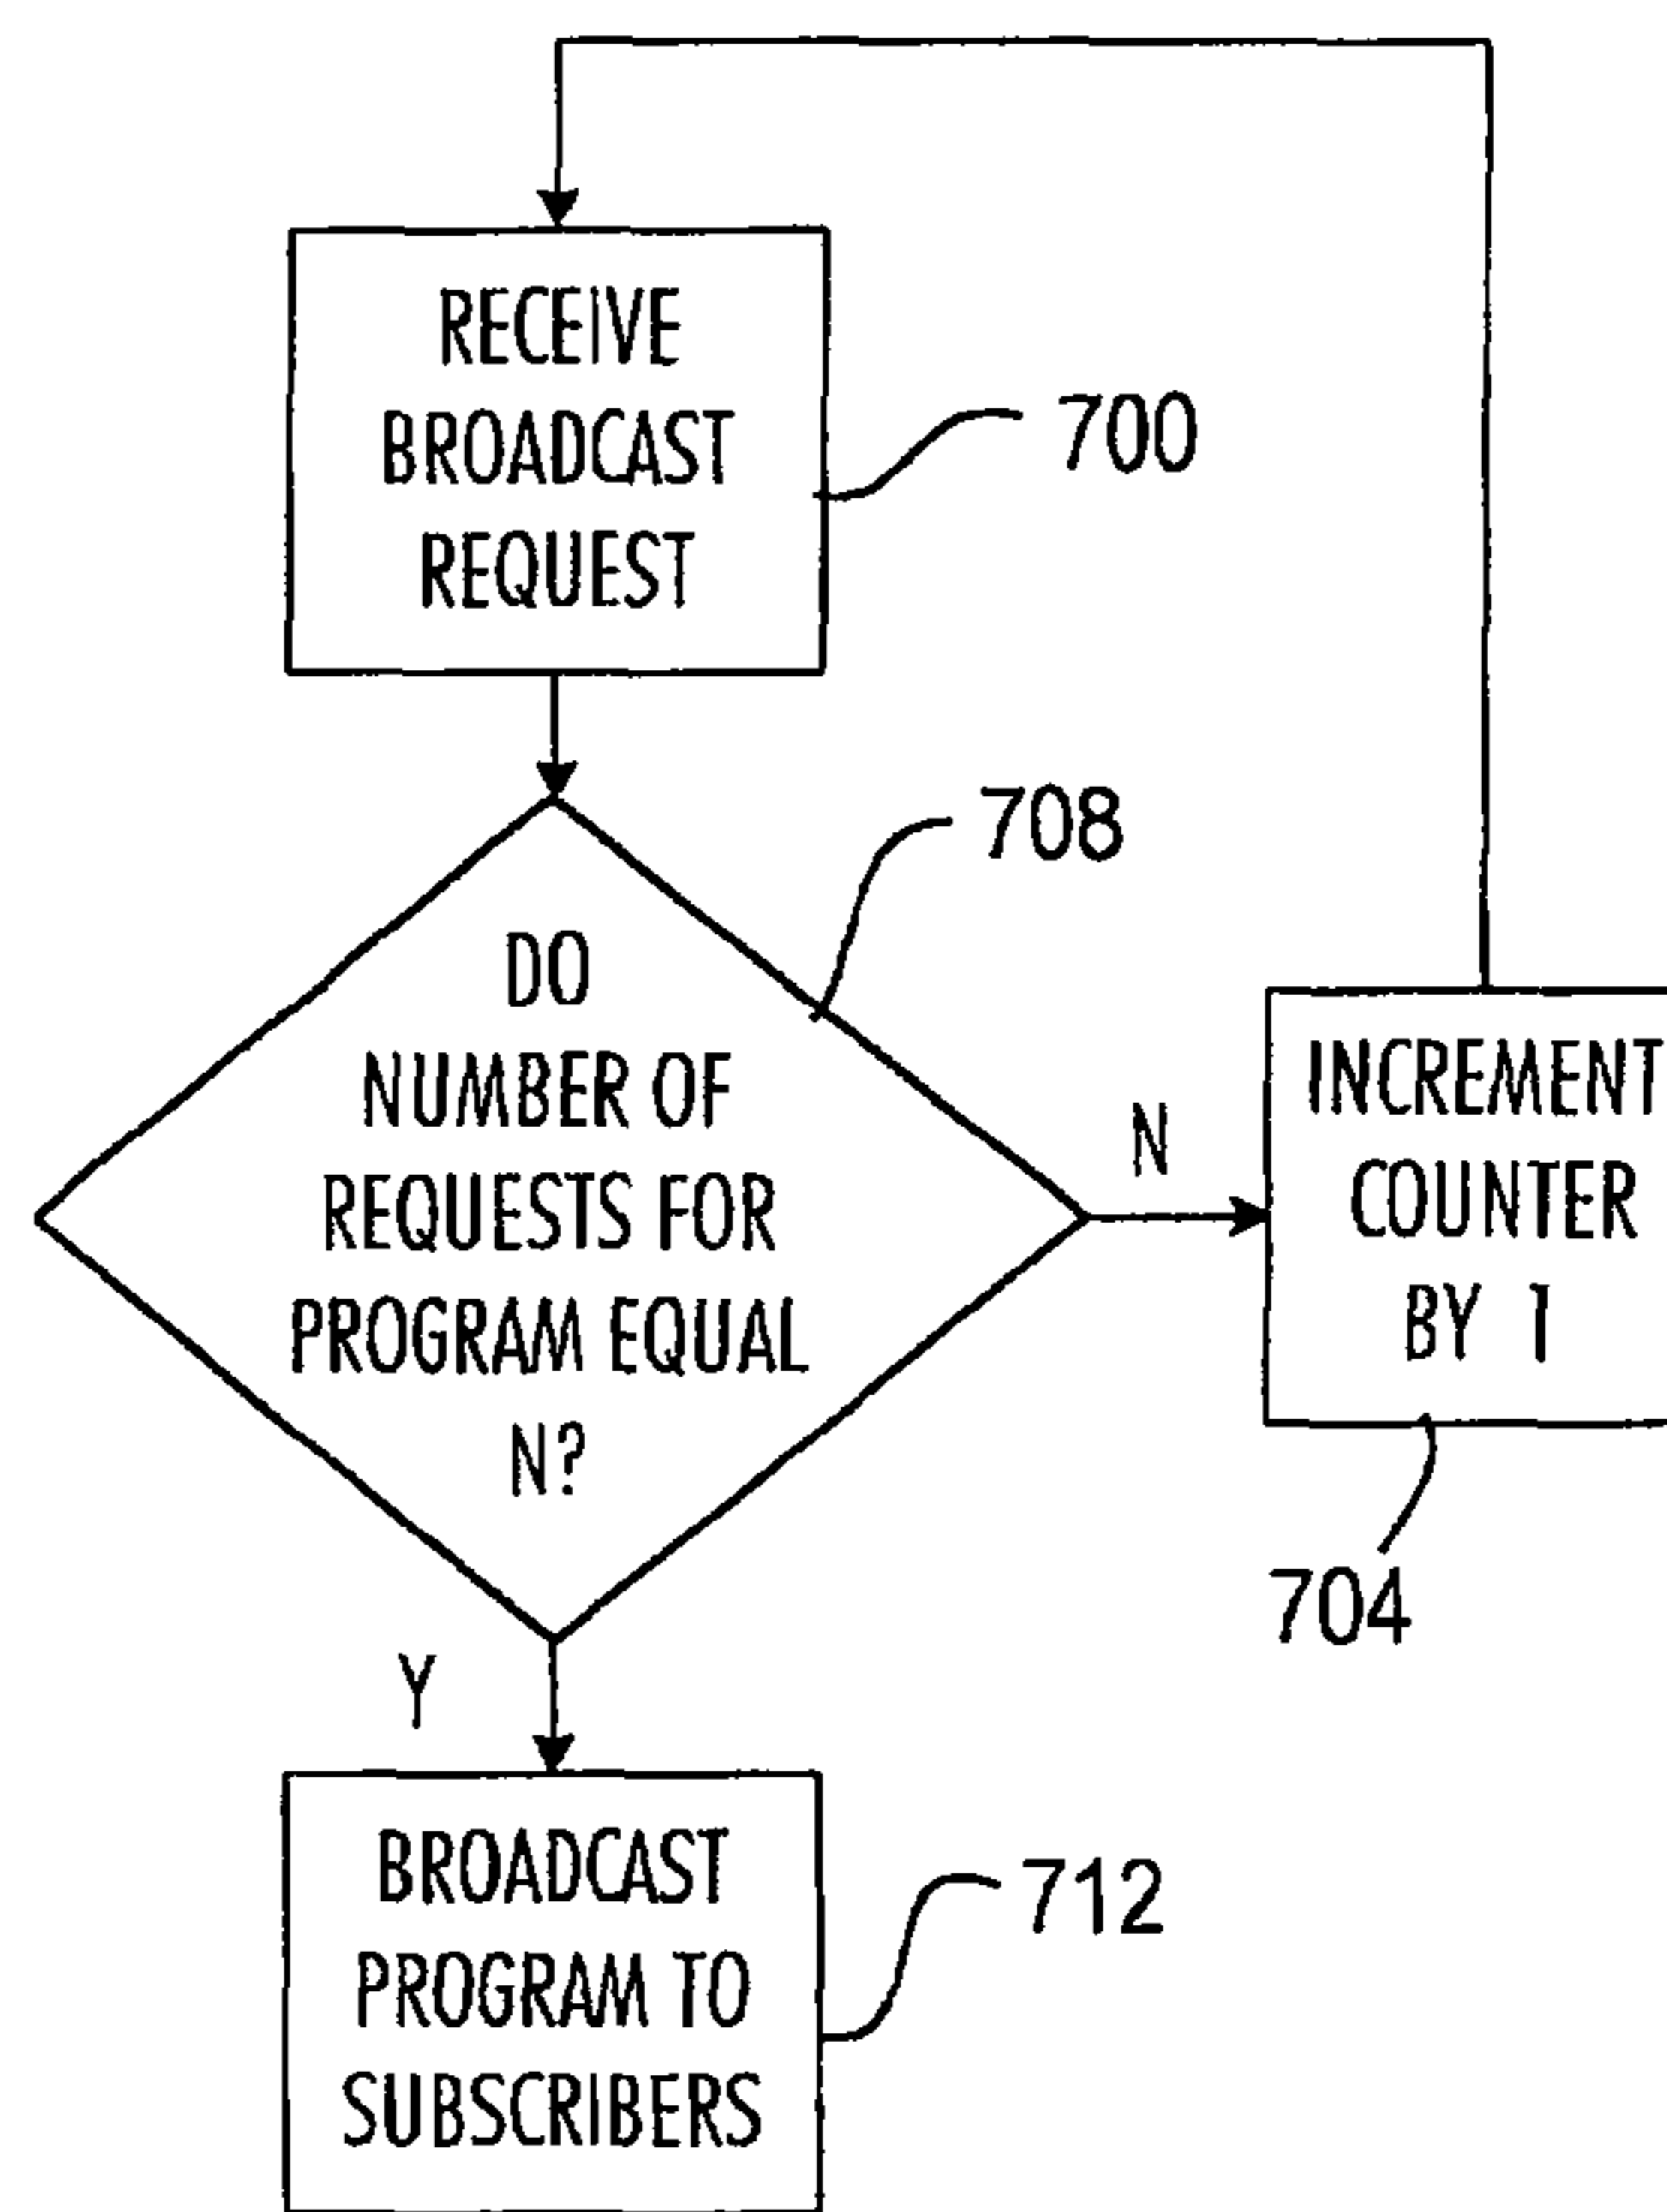 RECEIVE
BROADCAST
REQUEST
700
708
DO
NUMBER OF
REQUESTS FOR
PROGRAM EQUAL
N?
N
INCREMENT
COUNTER
BY 1
704
Y
BROADCAST
PROGRAM TO
SUBSCRIBERS
712